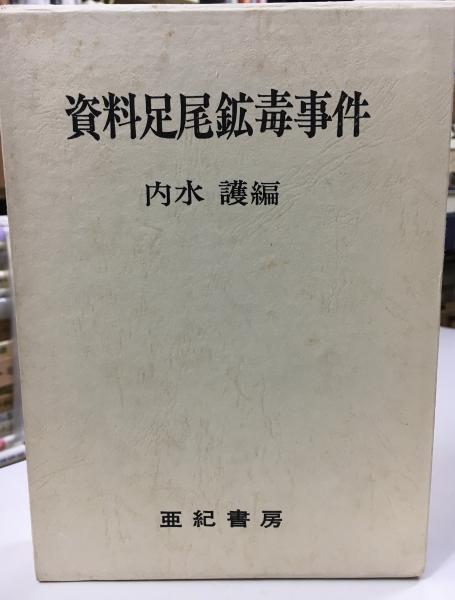 資料足尾鉱毒事件
内水 護編
亜紀書房